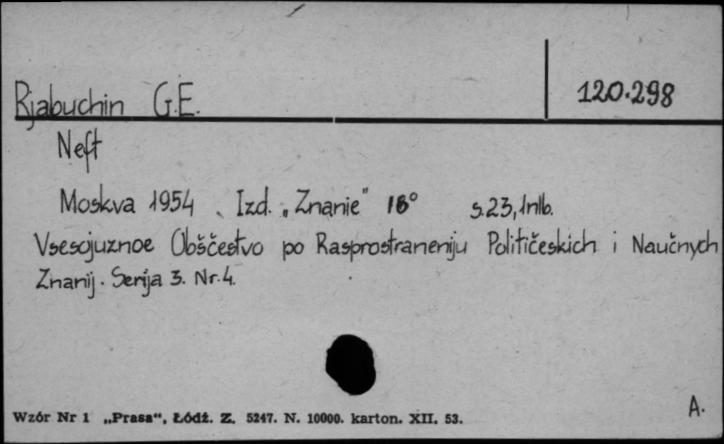 120.298
Rjabuchin G.E.
Neft
Moskva 1954. Izd. „Znanie" 16° s.23,1nlb.
Vsesojuznoe Obščestvo po Rasprostraneniju Političeskich i Naučnych
Znanij. Serija 3. Nr.4.
A.
Wzór Nr 1 „Prasa“, Łódź. Z. 5247. N. 10000. karton. XII. 53.